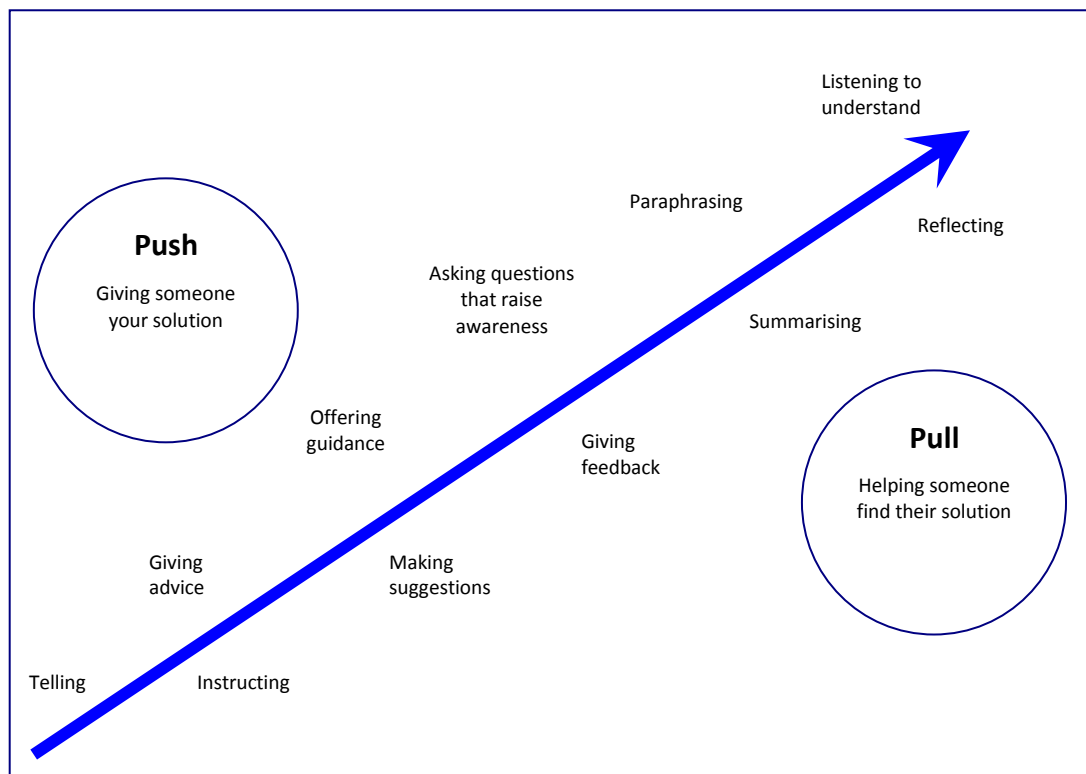 Listening to
understand
Paraphrasing
Reflecting
Push
Giving someone
your solution
Asking questions
that raise
awareness
Summarising
Offering
guidance
Giving
feedback
Pull
Helping someone
find their solution
Giving
advice
Making
suggestions
Telling
Instructing